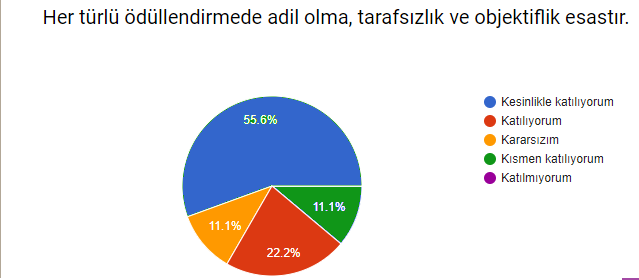 Her türlü ödüllendirmede adil olma, tarafsızlık ve objektiflik esastır.
55.6%
11.1%
22.2%
11.1%
Kesinlikle katılıyorum
Katılıyorum
Kararsızım
Kısmen katılıyorum
Katılmıyorum